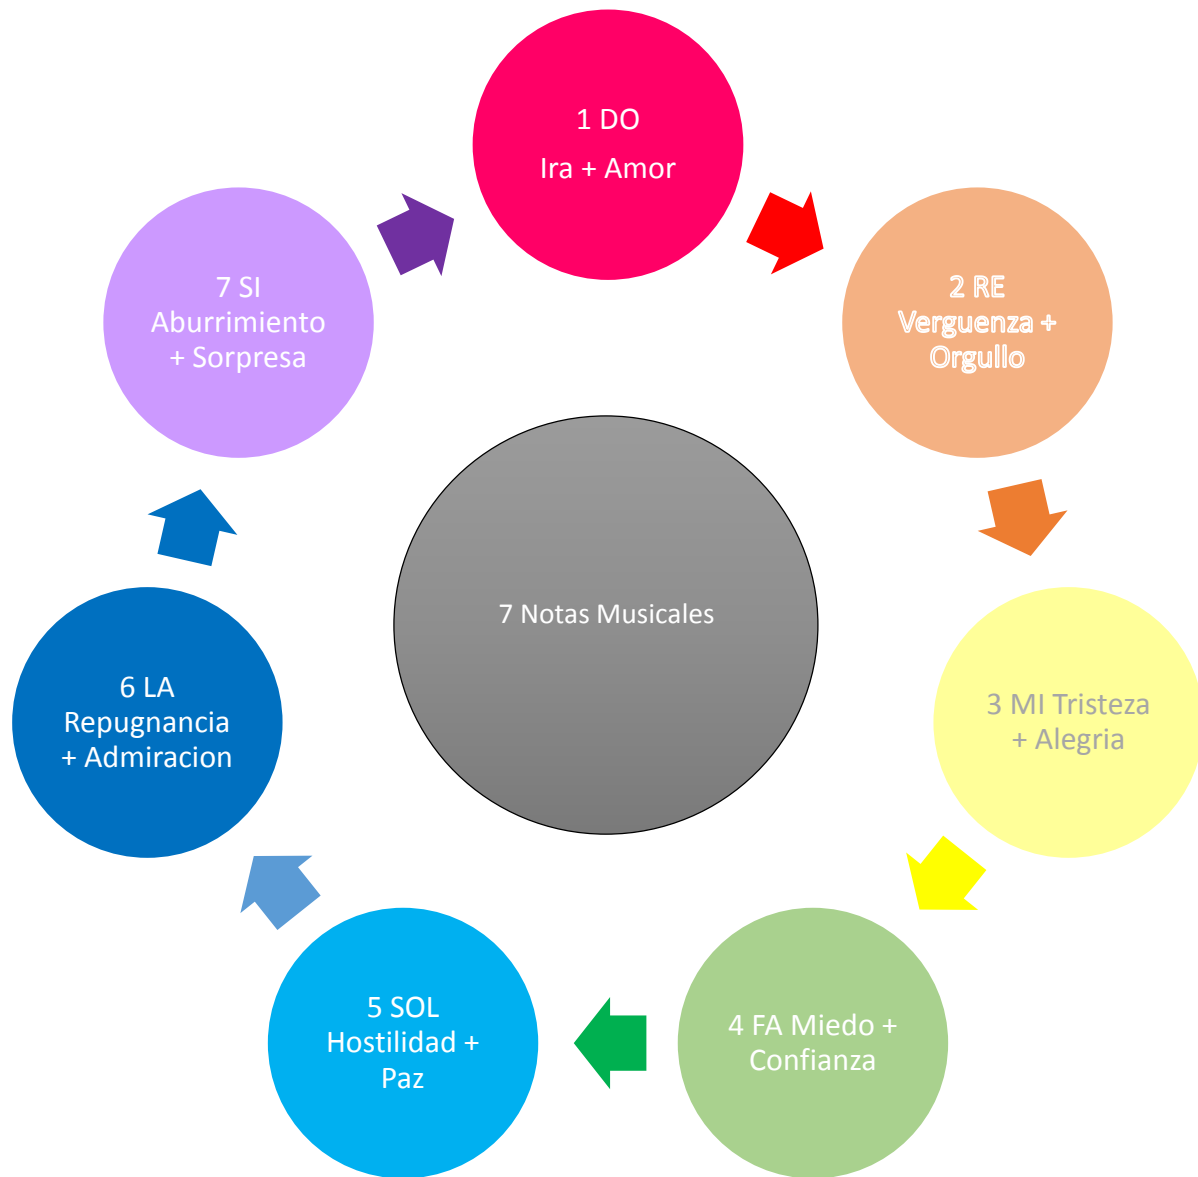 1 DO
Ira + Amor
2 RE
Verguenza +
Orgullo
3 MI Tristeza
+ Alegria
4 FA Miedo +
Confianza
5 SOL
Hostilidad +
Paz
6 LA
Repugnancia
+ Admiracion
7 SI
Aburrimiento
+ Sorpresa
7 Notas Musicales